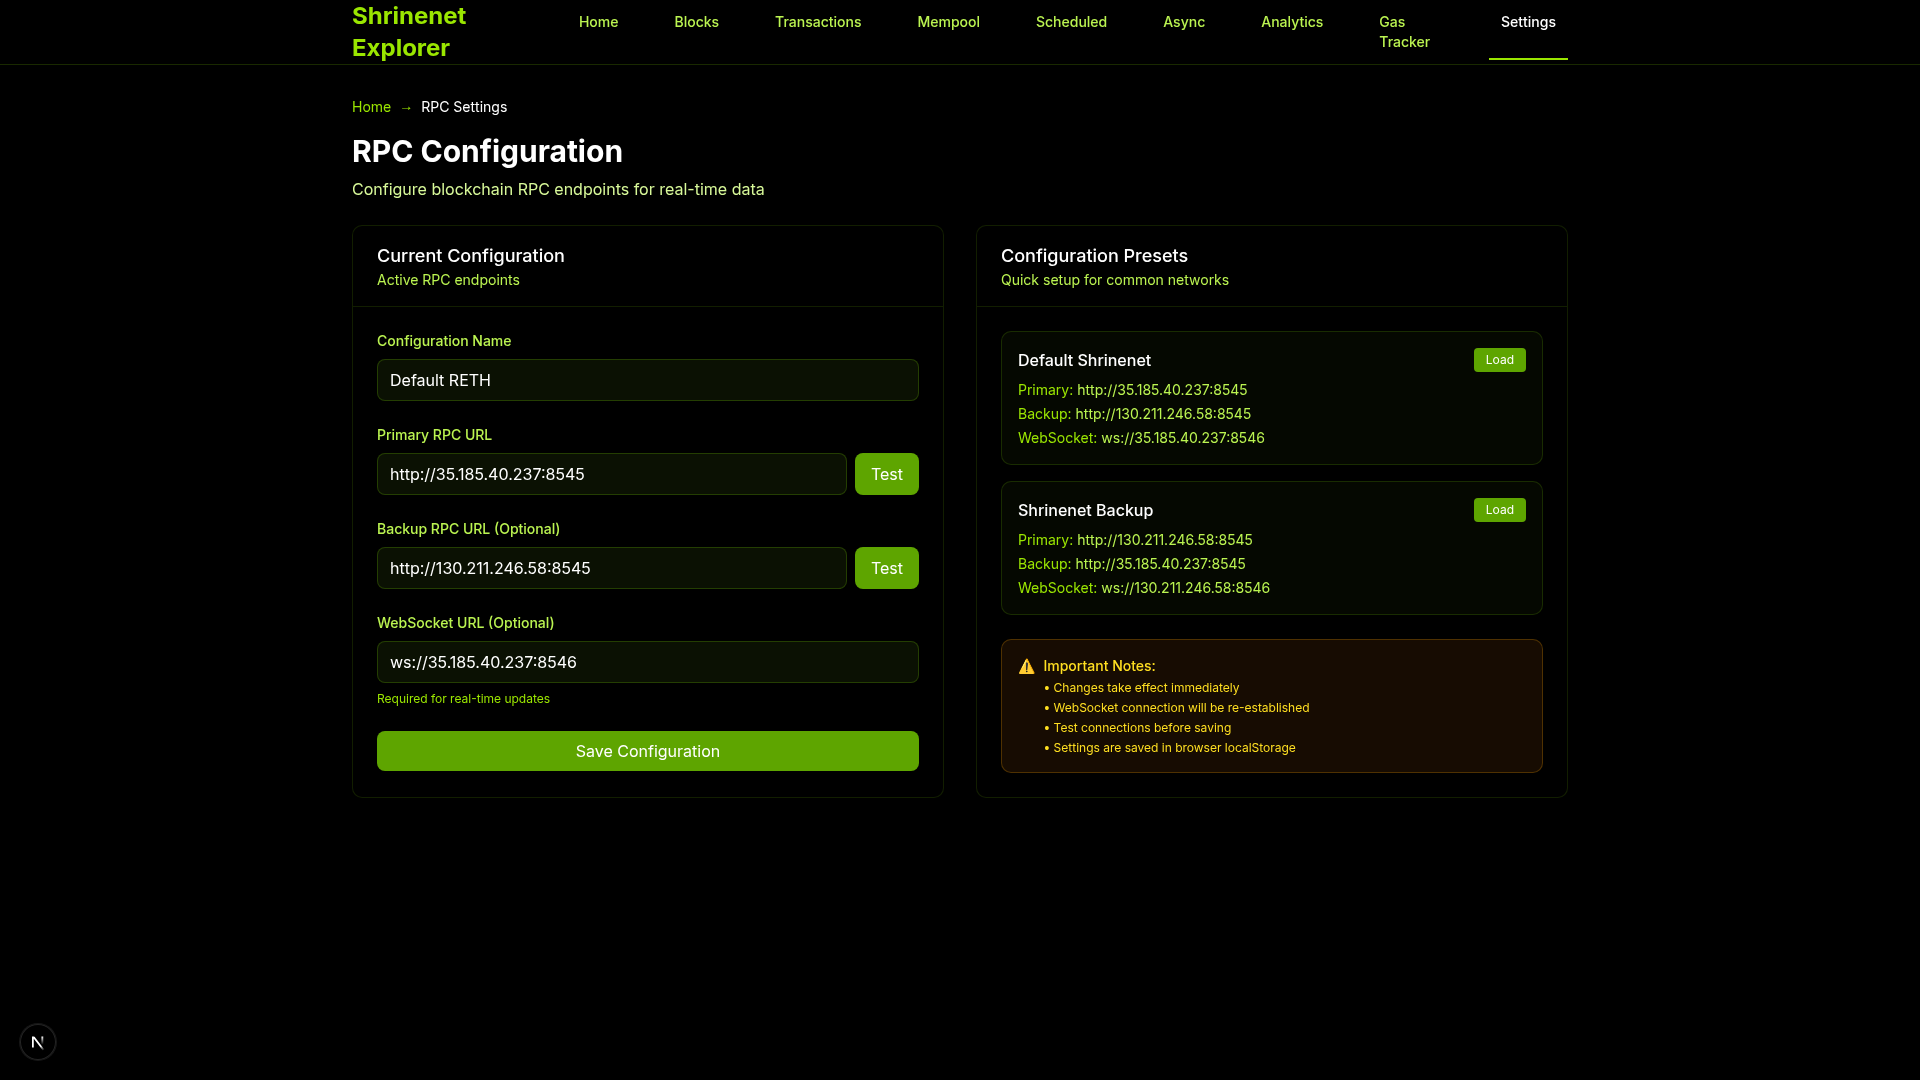 Shrinenet
Explorer
Home
Blocks
Transactions
Mempool
Scheduled
Async
Analytics
Gas
Tracker
Settings
Home → RPC Settings
RPC Configuration
Configure blockchain RPC endpoints for real-time data
Current Configuration
Active RPC endpoints
Configuration Name
Default RETH
Primary RPC URL
http://35.185.40.237:8545
Test
Backup RPC URL (Optional)
http://130.211.246.58:8545
Test
WebSocket URL (Optional)
ws://35.185.40.237:8546
Required for real-time updates
Save Configuration
Configuration Presets
Quick setup for common networks
Default Shrinenet
Load
Primary: http://35.185.40.237:8545
Backup: http://130.211.246.58:8545
WebSocket: ws://35.185.40.237:8546
Shrinenet Backup
Load
Primary: http://130.211.246.58:8545
Backup: http://35.185.40.237:8545
WebSocket: ws://130.211.246.58:8546
⚠️ Important Notes:
• Changes take effect immediately
• WebSocket connection will be re-established
• Test connections before saving
• Settings are saved in browser localStorage
N